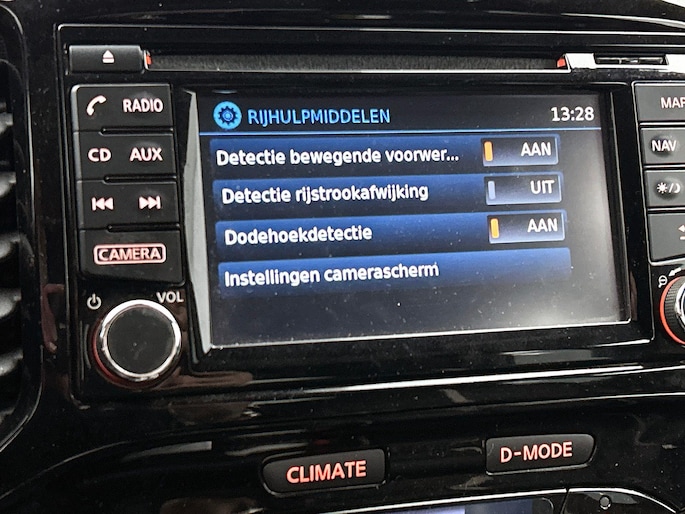 RADIO
CD AUX
CAMERA
VOL
RIJHULPMIDDELEN 13:28
Detectie bewegende voorwer... AAN
Detectie rijstrookafwijking UIT
Dodehoekdetectie AAN
Instellingen camerascherm
MAP
NAV
CLIMATE
D-MODE